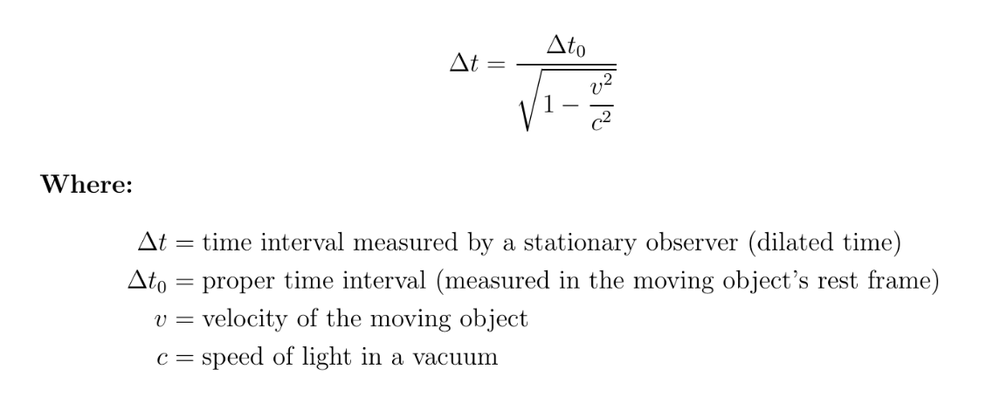 Δt = Δt₀ / √(1 − v²/c²)
Where:
Δt = time interval measured by a stationary observer (dilated time)
Δt₀ = proper time interval (measured in the moving object's rest frame)
v = velocity of the moving object
c = speed of light in a vacuum